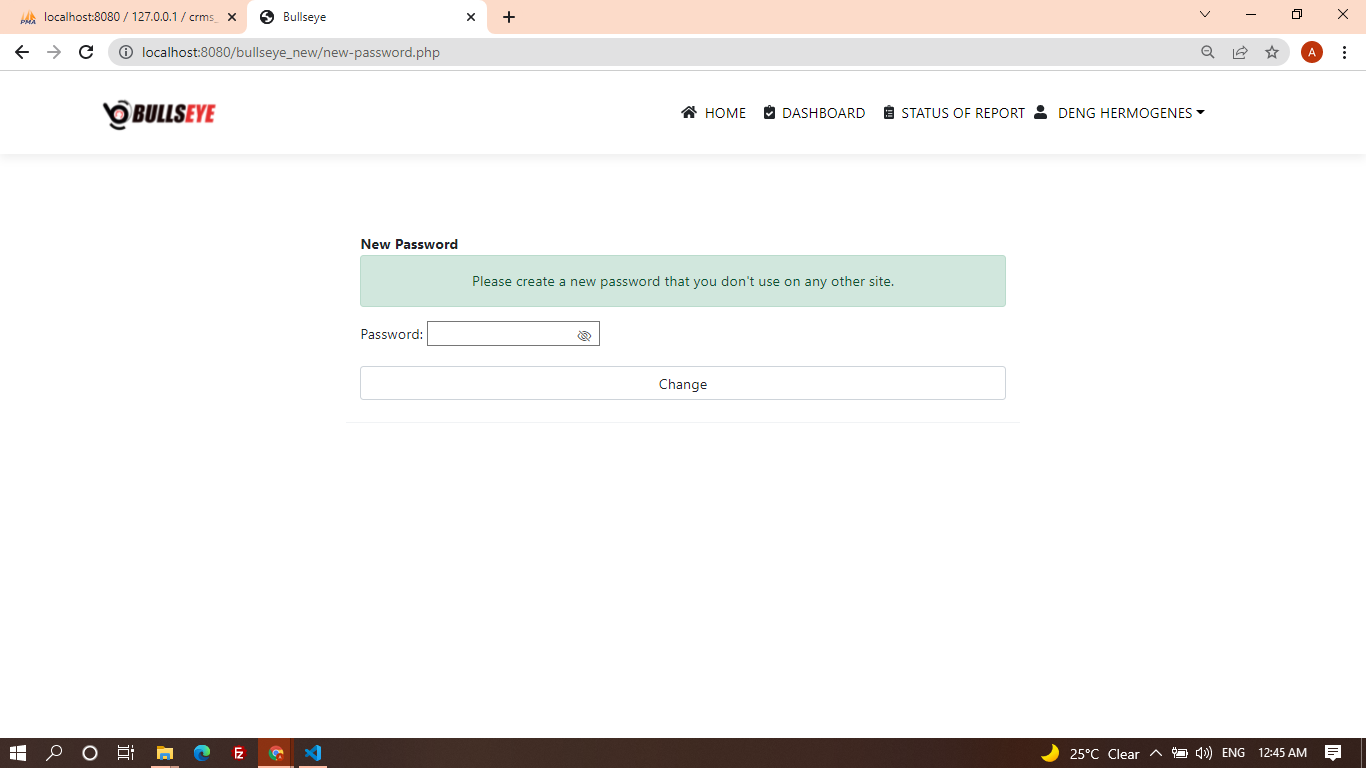 PMA
localhost:8080 / 127.0.0.1 / crms_
Bullseye
localhost:8080/bullseye_new/new-password.php
A
BULLSEYE
HOME
DASHBOARD
STATUS OF REPORT
DENG HERMOGENES
New Password
Please create a new password that you don't use on any other site.
Password:
Change
Fz
25°C Clear
ENG
12:45 AM